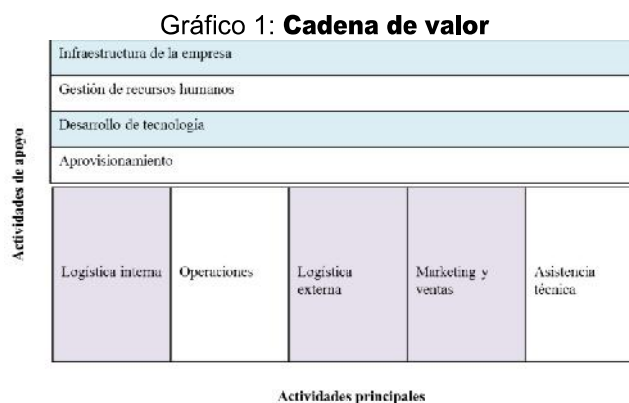 Gráfico 1: Cadena de valor
Infraestructura de la empresa
Gestión de recursos humanos
Desarrollo de tecnología
Aprovisionamiento
Actividades de apoyo
Logística interna
Operaciones
Logística
externa
Marketing y
ventas
Asistencia
técnica
Actividades principales